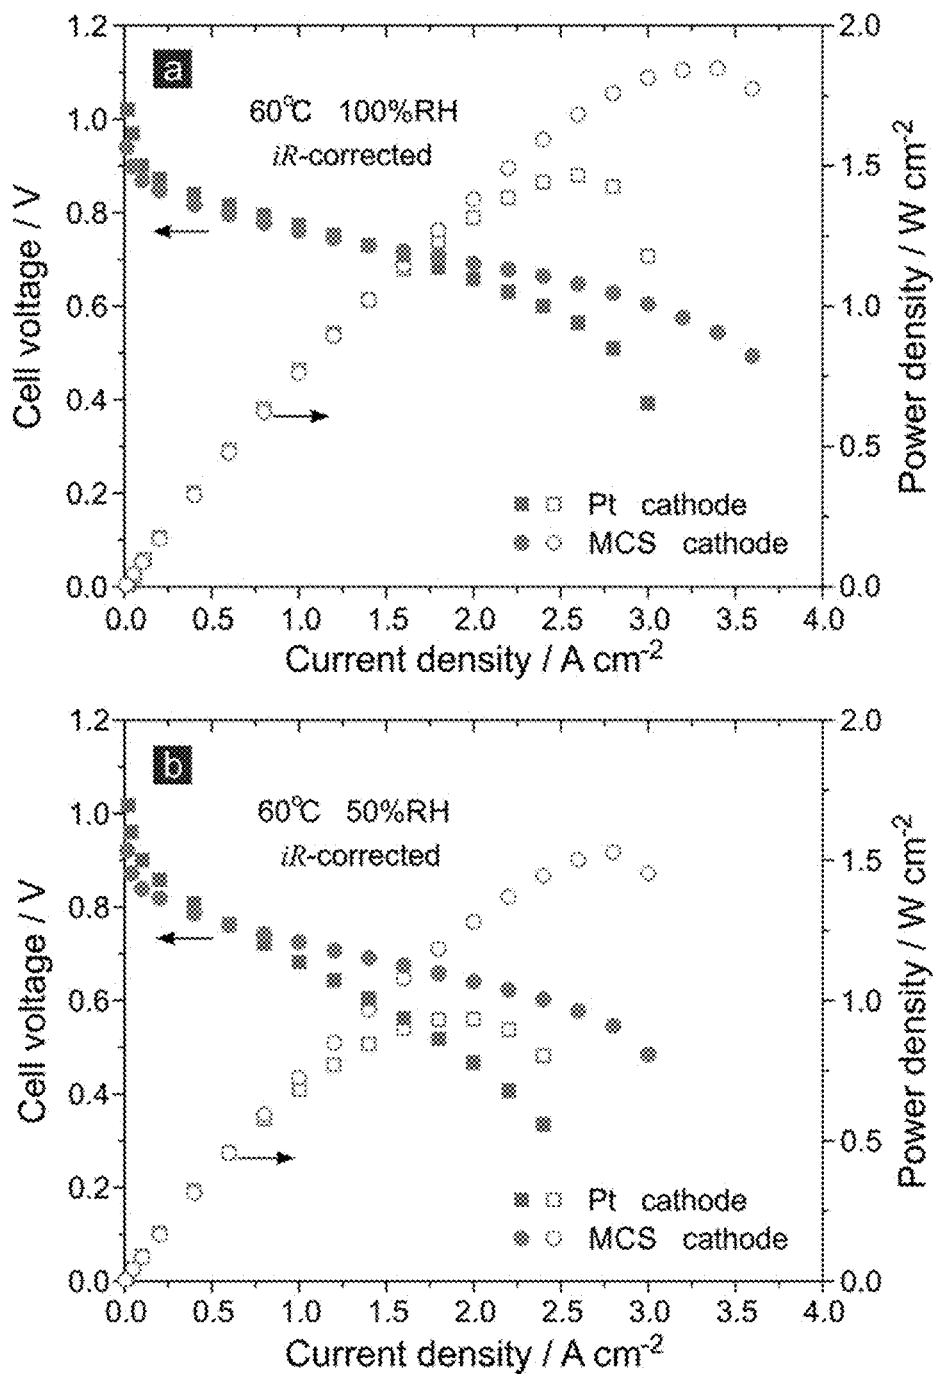 a
60°C 100%RH
iR-corrected
Cell voltage / V
1.2
1.0
0.8
0.6
0.4
0.2
0.0
Power density / W cm-2
2.0
1.5
1.0
0.5
0.0
Pt cathode
MCS cathode
0.0 0.5 1.0 1.5 2.0 2.5 3.0 3.5 4.0
Current density / A cm-2
b
60°C 50%RH
iR-corrected
Cell voltage / V
1.2
1.0
0.8
0.6
0.4
0.2
0.0
Power density / W cm-2
2.0
1.5
1.0
0.5
0.0
Pt cathode
MCS cathode
0.0 0.5 1.0 1.5 2.0 2.5 3.0 3.5 4.0
Current density / A cm-2